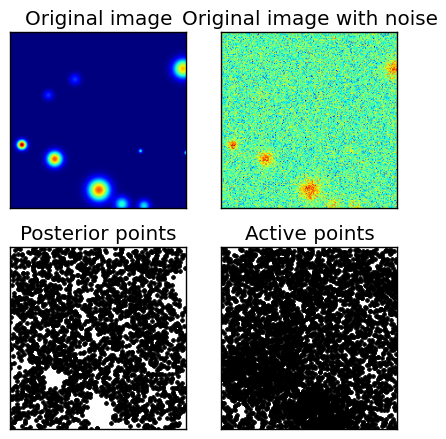 Original image
Original image with noise
Posterior points
Active points